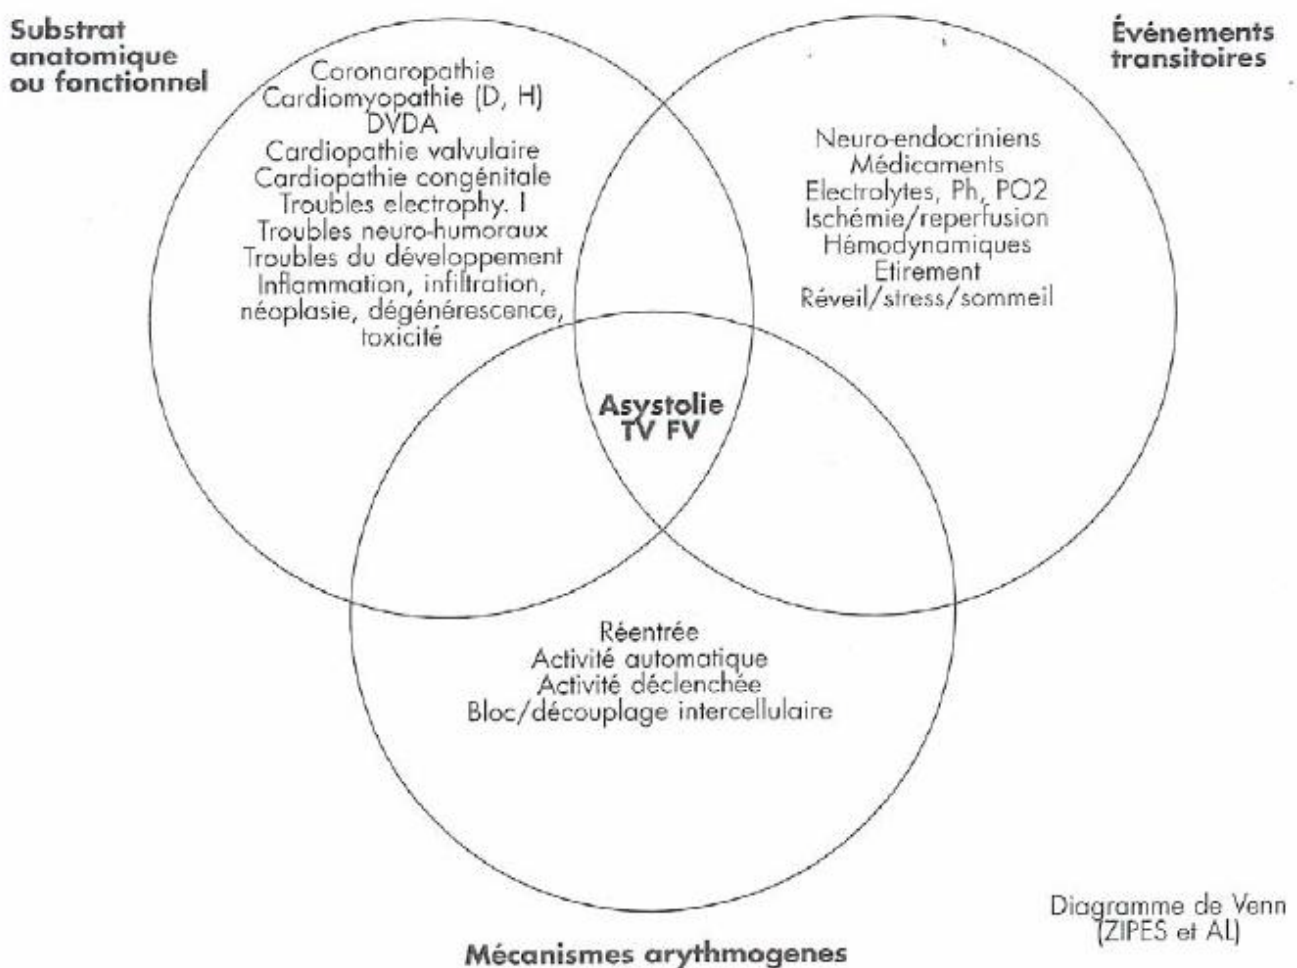 Substrat
anatomique
ou fonctionnel
Événements
transitoires
Coronaropathie
Cardiomyopathie (D, H)
DVDA
Cardiopathie valvulaire
Cardiopathie congénitale
Troubles electrophy. I
Troubles neuro-humoraux
Troubles du développement
Inflammation, infiltration,
néoplasie, dégénérescence,
toxicité
Neuro-endocriniens
Médicaments
Electrolytes, Ph, PO2
Ischémie/reperfusion
Hémodynamiques
Etirement
Réveil/stress/sommeil
Asystolie
TV FV
Réentrée
Activité automatique
Activité déclenchée
Bloc/découplage intercellulaire
Mécanismes arythmogenes
Diagramme de Venn
(ZIPES et AL)